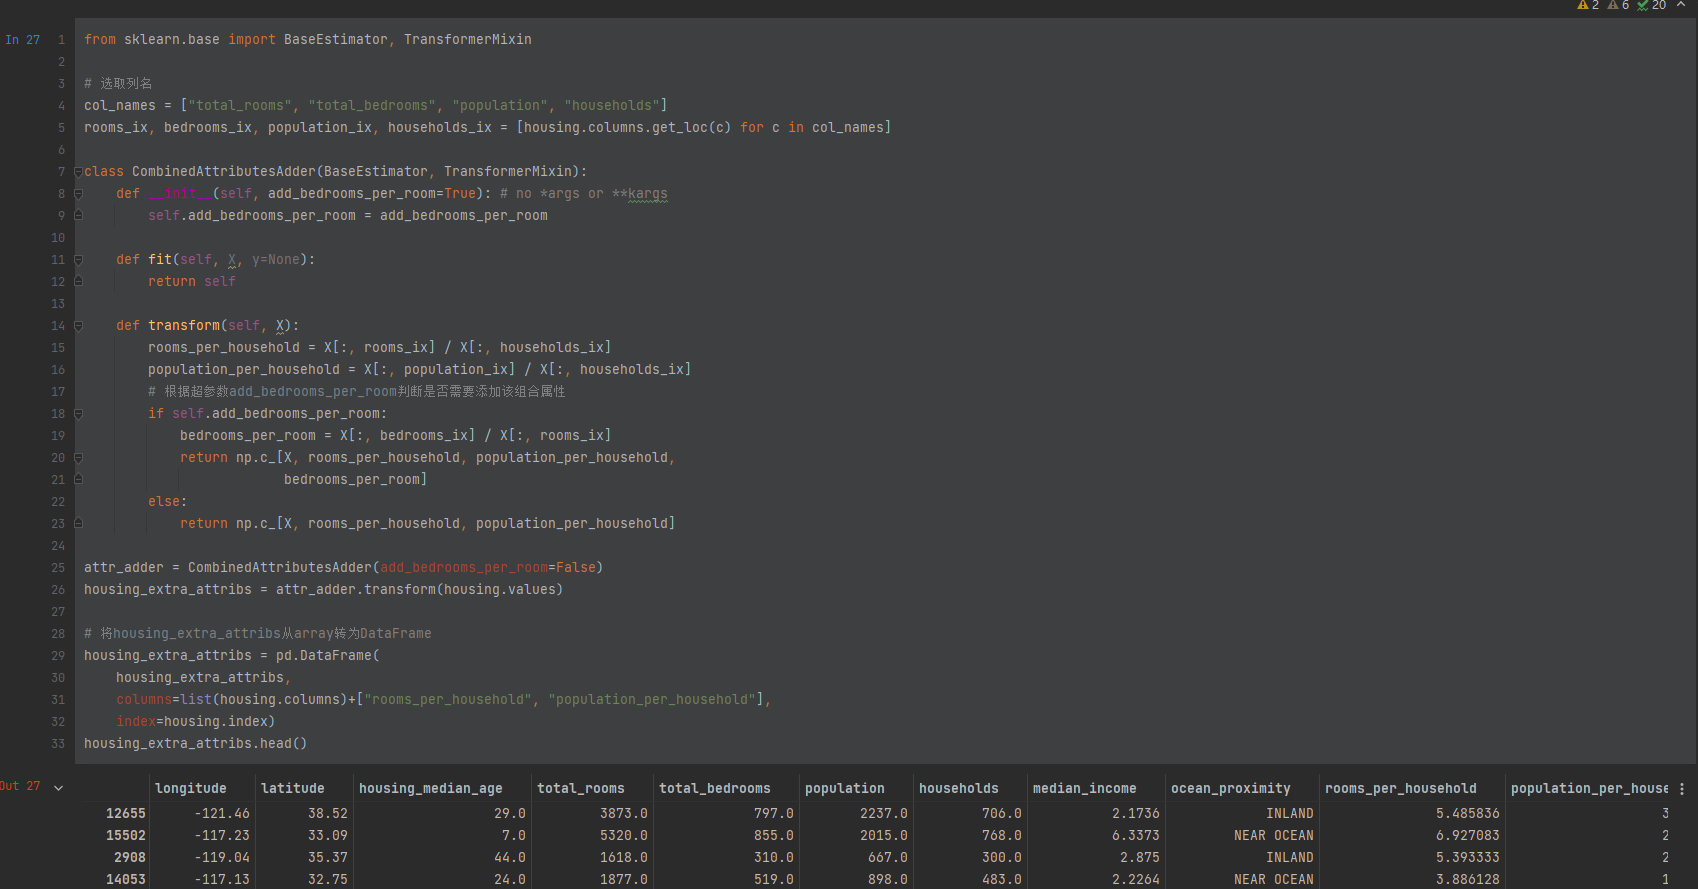 2 6 20
In 27 1 from sklearn.base import BaseEstimator, TransformerMixin
2
3 # 选取列名
4 col_names = ["total_rooms", "total_bedrooms", "population", "households"]
5 rooms_ix, bedrooms_ix, population_ix, households_ix = [housing.columns.get_loc(c) for c in col_names]
6
7 class CombinedAttributesAdder(BaseEstimator, TransformerMixin):
8     def __init__(self, add_bedrooms_per_room=True): # no *args or **kargs
9         self.add_bedrooms_per_room = add_bedrooms_per_room
10
11     def fit(self, X, y=None):
12         return self
13
14     def transform(self, X):
15         rooms_per_household = X[:, rooms_ix] / X[:, households_ix]
16         population_per_household = X[:, population_ix] / X[:, households_ix]
17         # 根据超参数add_bedrooms_per_room判断是否需要添加该组合属性
18         if self.add_bedrooms_per_room:
19             bedrooms_per_room = X[:, bedrooms_ix] / X[:, rooms_ix]
20             return np.c_[X, rooms_per_household, population_per_household,
21                          bedrooms_per_room]
22         else:
23             return np.c_[X, rooms_per_household, population_per_household]
24
25 attr_adder = CombinedAttributesAdder(add_bedrooms_per_room=False)
26 housing_extra_attribs = attr_adder.transform(housing.values)
27
28 # 将housing_extra_attribs从array转为DataFrame
29 housing_extra_attribs = pd.DataFrame(
30     housing_extra_attribs,
31     columns=list(housing.columns)+["rooms_per_household", "population_per_household"],
32     index=housing.index)
33 housing_extra_attribs.head()
Out 27 longitude latitude housing_median_age total_rooms total_bedrooms population households median_income ocean_proximity rooms_per_household population_per_house
12655 -121.46 38.52 29.0 3873.0 797.0 2237.0 706.0 2.1736 INLAND 5.485836 3
15502 -117.23 33.09 7.0 5320.0 855.0 2015.0 768.0 6.3373 NEAR OCEAN 6.927083 2
2908 -119.04 35.37 44.0 1618.0 310.0 667.0 300.0 2.875 INLAND 5.393333 2
14053 -117.13 32.75 24.0 1877.0 519.0 898.0 483.0 2.2264 NEAR OCEAN 3.886128 1